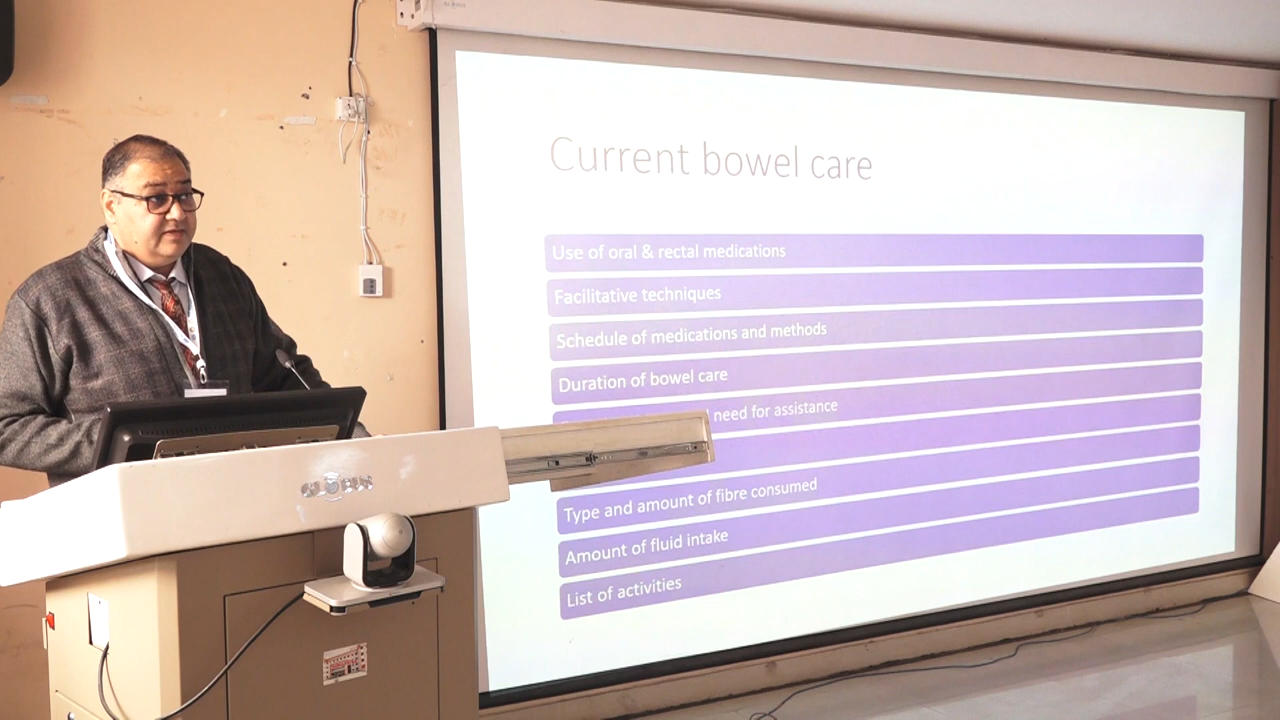 Current bowel care
Use of oral & rectal medications
Facilitative techniques
Schedule of medications and methods
Duration of bowel care
need for assistance
Type and amount of fibre consumed
Amount of fluid intake
List of activities